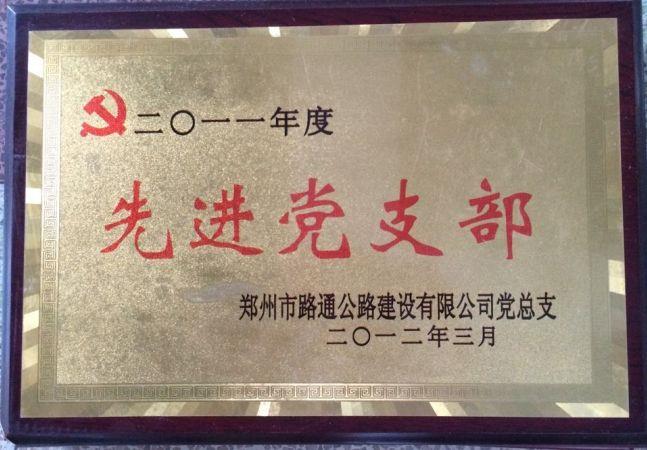 二〇一一年度
先进党支部
郑州市路通公路建设有限公司党总支
二〇一二年三月